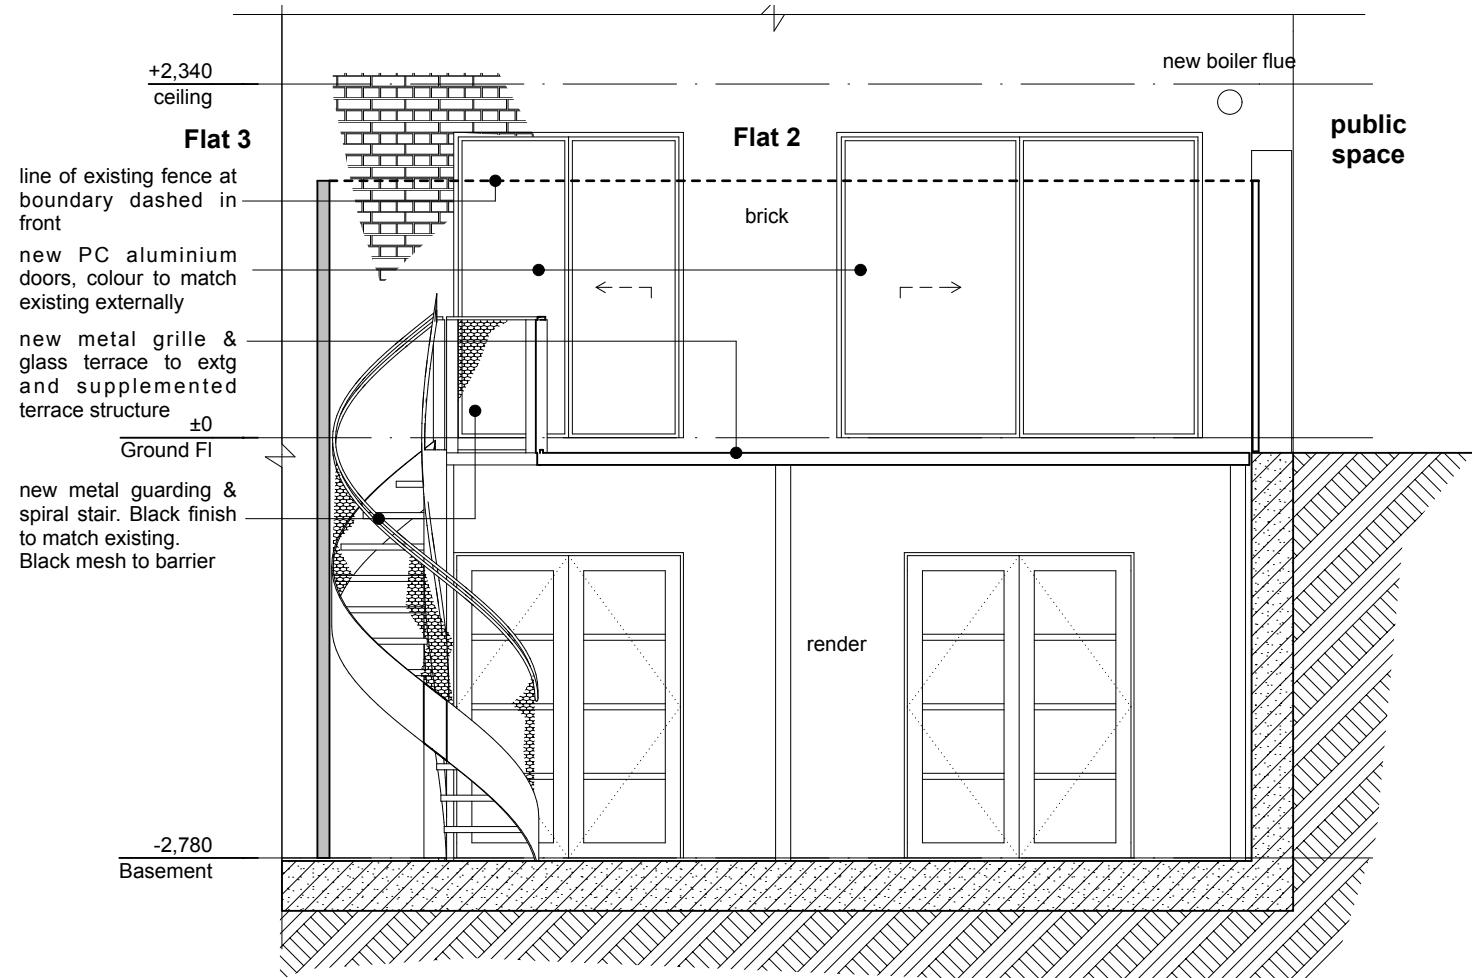 new boiler flue
+2,340
ceiling
Flat 3
Flat 2
public
space
line of existing fence at
boundary dashed in
front
brick
new PC aluminium
doors, colour to match
existing externally
new metal grille &
glass terrace to extg
and supplemented
terrace structure
±0
Ground Fl
new metal guarding &
spiral stair. Black finish
to match existing.
Black mesh to barrier
render
-2,780
Basement